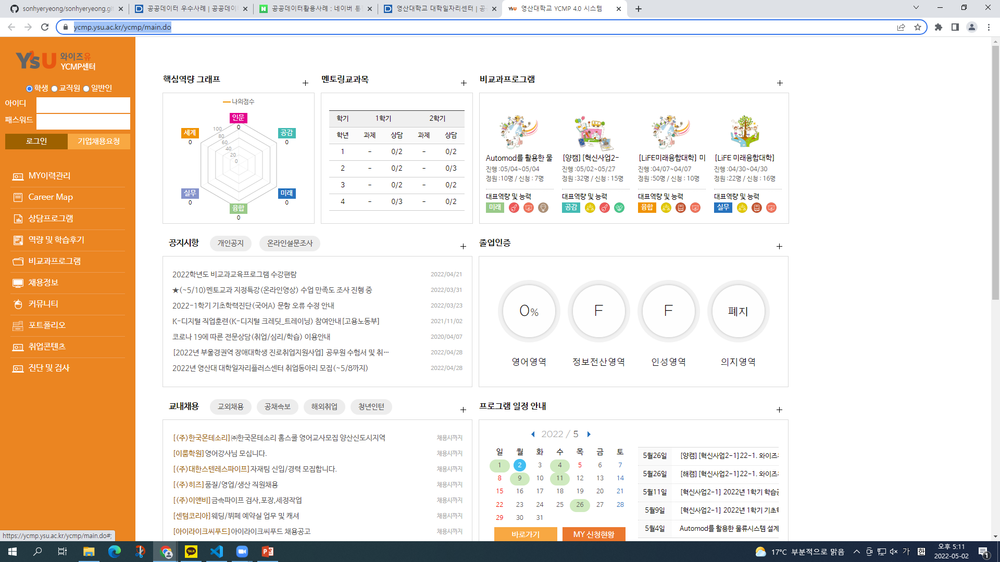 sonhyeryeong/sonhyeryeong.git
공공데이터 우수사례 | 공공데이
공공데이터활용사례 : 네이버 통
영산대학교 대학일자리센터 | 공
YsU 영산대학교 YCMP 4.0 시스템
ycmp.ysu.ac.kr/ycmp/main.do
YsU 와이즈유
YCMP센터
학생 교직원 일반인
아이디
패스워드
로그인 기업채용요청
MY이력관리
Career Map
상담프로그램
역량 및 학습후기
비교과프로그램
채용정보
커뮤니티
포트폴리오
취업콘텐츠
진단 및 검사
핵심역량 그래프
나의점수
인문
0
세계
0
공감
0
100
80
60
40
20
0
실무
0
미래
0
융합
0
멘토링교과목
학기 1학기 2학기
학년 과제 상담 과제 상담
1 - 0/2 - 0/2
2 - 0/2 - 0/3
3 - 0/2 - 0/2
4 - 0/3 - 0/2
비교과프로그램
Automod를 활용한 물
진행 :05/04~05/04
정원 :10명 / 신청 : 7명
대표역량 및 능력
미래
[양캠] [혁신사업2-
진행 :05/02~05/27
정원 :32명 / 신청 : 15명
대표역량 및 능력
공감
[LiFE미래융합대학] 미
진행 :04/07~04/07
정원 :50명 / 신청 : 10명
대표역량 및 능력
융합
[LiFE 미래융합대학]
진행 :04/30~04/30
정원 :22명 / 신청 : 16명
대표역량 및 능력
실무
공지사항 개인공지 온라인설문조사
2022학년도 비교과교육프로그램 수강편람 2022/04/21
★(~5/10)멘토교과 지정특강(온라인영상) 수업 만족도 조사 진행 중 2022/03/31
2022-1학기 기초학력진단(국어A) 문항 오류 수정 안내 2022/03/23
K-디지털 직업훈련(K-디지털 크레딧_트레이닝) 참여안내[고용노동부] 2021/11/02
코로나 19에 따른 전문상담(취업/심리/학습) 이용안내 2020/04/07
[2022년 부울경권역 장애대학생 진로취업지원사업] 공무원 수험서 및 취… 2022/04/28
2022년 영산대 대학일자리플러스센터 취업동아리 모집(~5/8까지) 2022/04/28
졸업인증
0%
F
F
폐지
영어영역 정보전산영역 인성영역 의지영역
교내채용 교외채용 공채속보 해외취업 청년인턴
[(주)한국몬테소리]㈜한국몬테소리 홈스쿨 영어교사모집 양산신도시지역 채용시까지
[이룸학원]영어강사님 모십니다. 채용시까지
[(주)대한스텐레스파이프]자재팀 신입/경력 모집합니다. 채용시까지
[(주)히즈]품질/영업/생산 직원채용 채용시까지
[(주)이앤비]금속파이프 검사,포장,세정작업 채용시까지
[센텀코리아]웨딩/뷔페 예약실 업무 및 캐셔 채용시까지
[아이라이크씨푸드]아이라이크씨푸드 채용공고 채용시까지
프로그램 일정 안내
2022 / 5
일 월 화 수 목 금 토
1 2 3 4 5 6 7
8 9 10 11 12 13 14
15 16 17 18 19 20 21
22 23 24 25 26 27 28
29 30 31
바로가기 MY 신청현황
5월26일 [양캠] [혁신사업2-1]22-1. 와이즈
5월26일 [해캠] [혁신사업2-1]22-1. 와이즈
5월11일 [혁신사업2-1] 2022년 1학기 학습
5월9일 [혁신사업2-1] 2022년 1학기 기초
5월4일 Automod를 활용한 물류시스템 설계
https://ycmp.ysu.ac.kr/ycmp/main.do#;
TALK
17°C 부분적으로 맑음
가
한
오후 5:11
2022-05-02
1